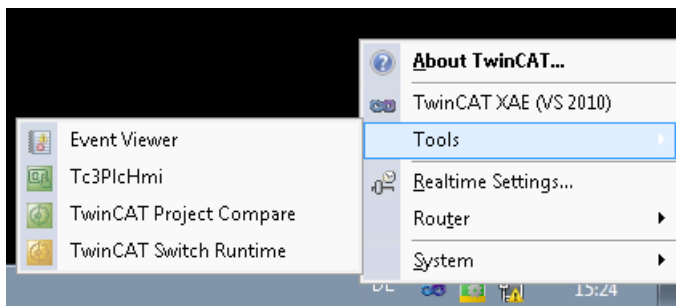 About TwinCAT...
TwinCAT XAE (VS 2010)
Tools
Realtime Settings...
Router
System
Event Viewer
Tc3PlcHmi
TwinCAT Project Compare
TwinCAT Switch Runtime
DE
15:24